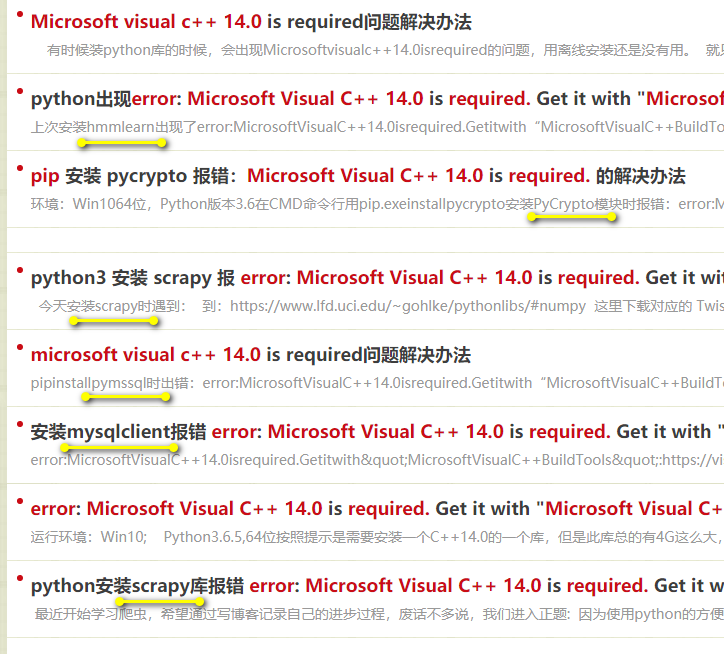 Microsoft visual c++ 14.0 is required问题解决办法
有时候装python库的时候，会出现Microsoftvisualc++14.0isrequired的问题，用离线安装还是没有用。 就
python出现error: Microsoft Visual C++ 14.0 is required. Get it with "Microsof
上次安装hmmlearn出现了error:MicrosoftVisualC++14.0isrequired.Getitwith“MicrosoftVisualC++BuildTo
pip 安装 pycrypto 报错：Microsoft Visual C++ 14.0 is required. 的解决办法
环境：Win1064位，Python版本3.6在CMD命令行用pip.exeinstallpycrypto安装PyCrypto模块时报错：error:M
python3 安装 scrapy 报 error: Microsoft Visual C++ 14.0 is required. Get it wit
今天安装scrapy时遇到： 到：https://www.lfd.uci.edu/~gohlke/pythonlibs/#numpy 这里下载对应的 Twis
microsoft visual c++ 14.0 is required问题解决办法
pipinstallpymssql时出错：error:MicrosoftVisualC++14.0isrequired.Getitwith“MicrosoftVisualC++BuildT
安装mysqlclient报错 error: Microsoft Visual C++ 14.0 is required. Get it with "
error:MicrosoftVisualC++14.0isrequired.Getitwith&quot;MicrosoftVisualC++BuildTools&quot;:https://vi
error: Microsoft Visual C++ 14.0 is required. Get it with "Microsoft Visual C+
运行环境：Win10; Python3.6.5,64位按照提示是需要安装一个C++14.0的一个库，但是此库总的有4G这么大，
python安装scrapy库报错 error: Microsoft Visual C++ 14.0 is required. Get it w
最近开始学习爬虫，希望通过写博客记录自己的进步过程，废话不多说，我们进入正题: 因为使用python的方便